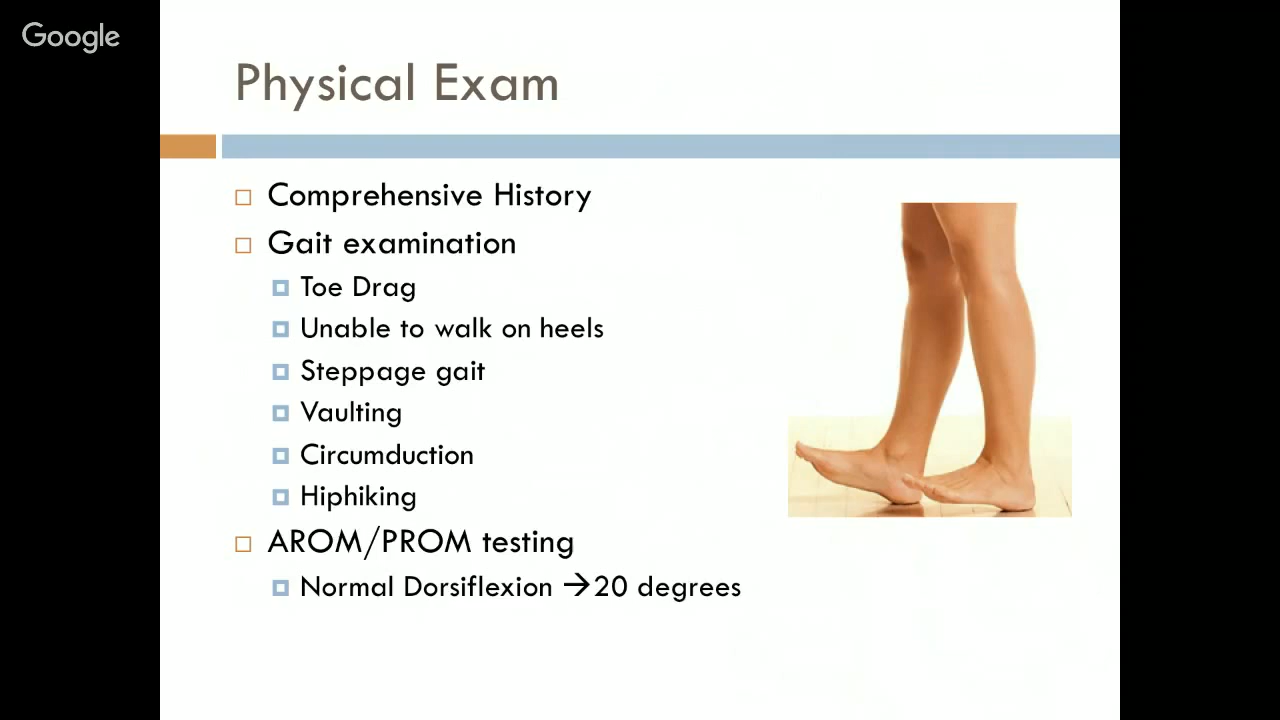 Google
Physical Exam
Comprehensive History
Gait examination
Toe Drag
Unable to walk on heels
Steppage gait
Vaulting
Circumduction
Hiphiking
AROM/PROM testing
Normal Dorsiflexion →20 degrees